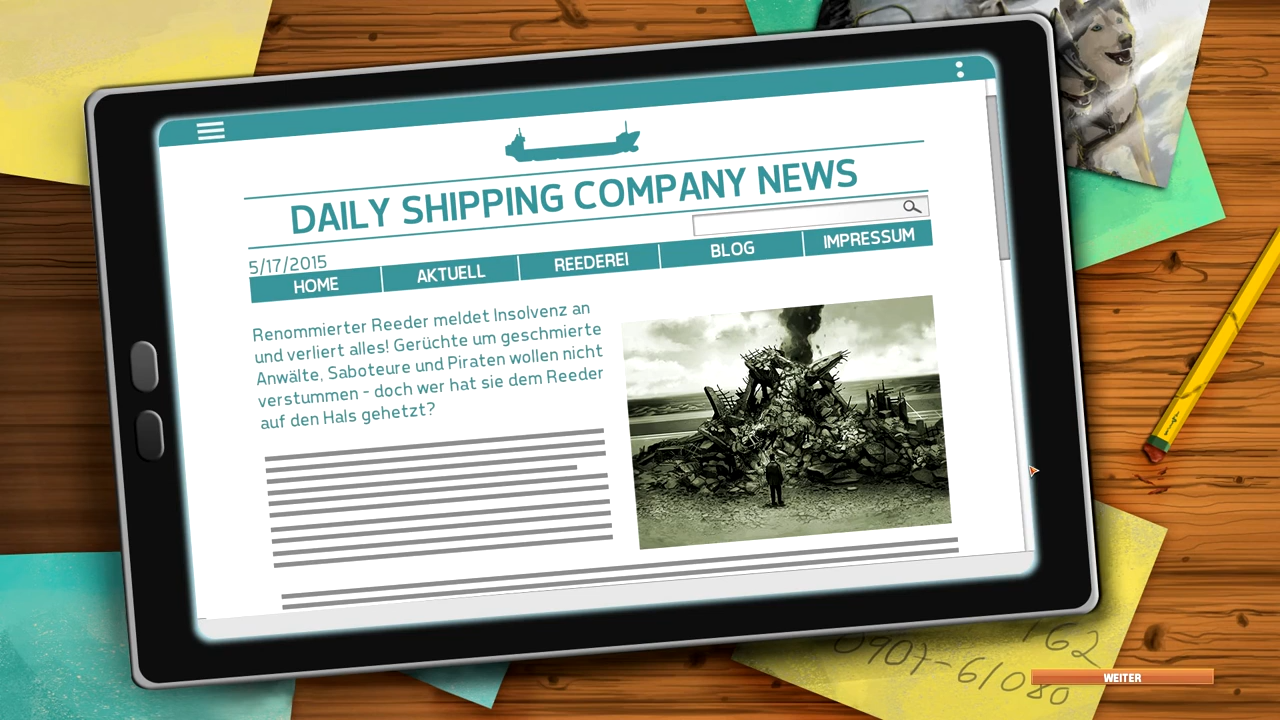 DAILY SHIPPING COMPANY NEWS
5/17/2015
HOME
AKTUELL
REEDEREI
BLOG
IMPRESSUM
Renommierter Reeder meldet Insolvenz an
und verliert alles! Gerüchte um geschmierte
Anwälte, Saboteure und Piraten wollen nicht
verstummen - doch wer hat sie dem Reeder
auf den Hals gehetzt?
162
0907-61080
WEITER